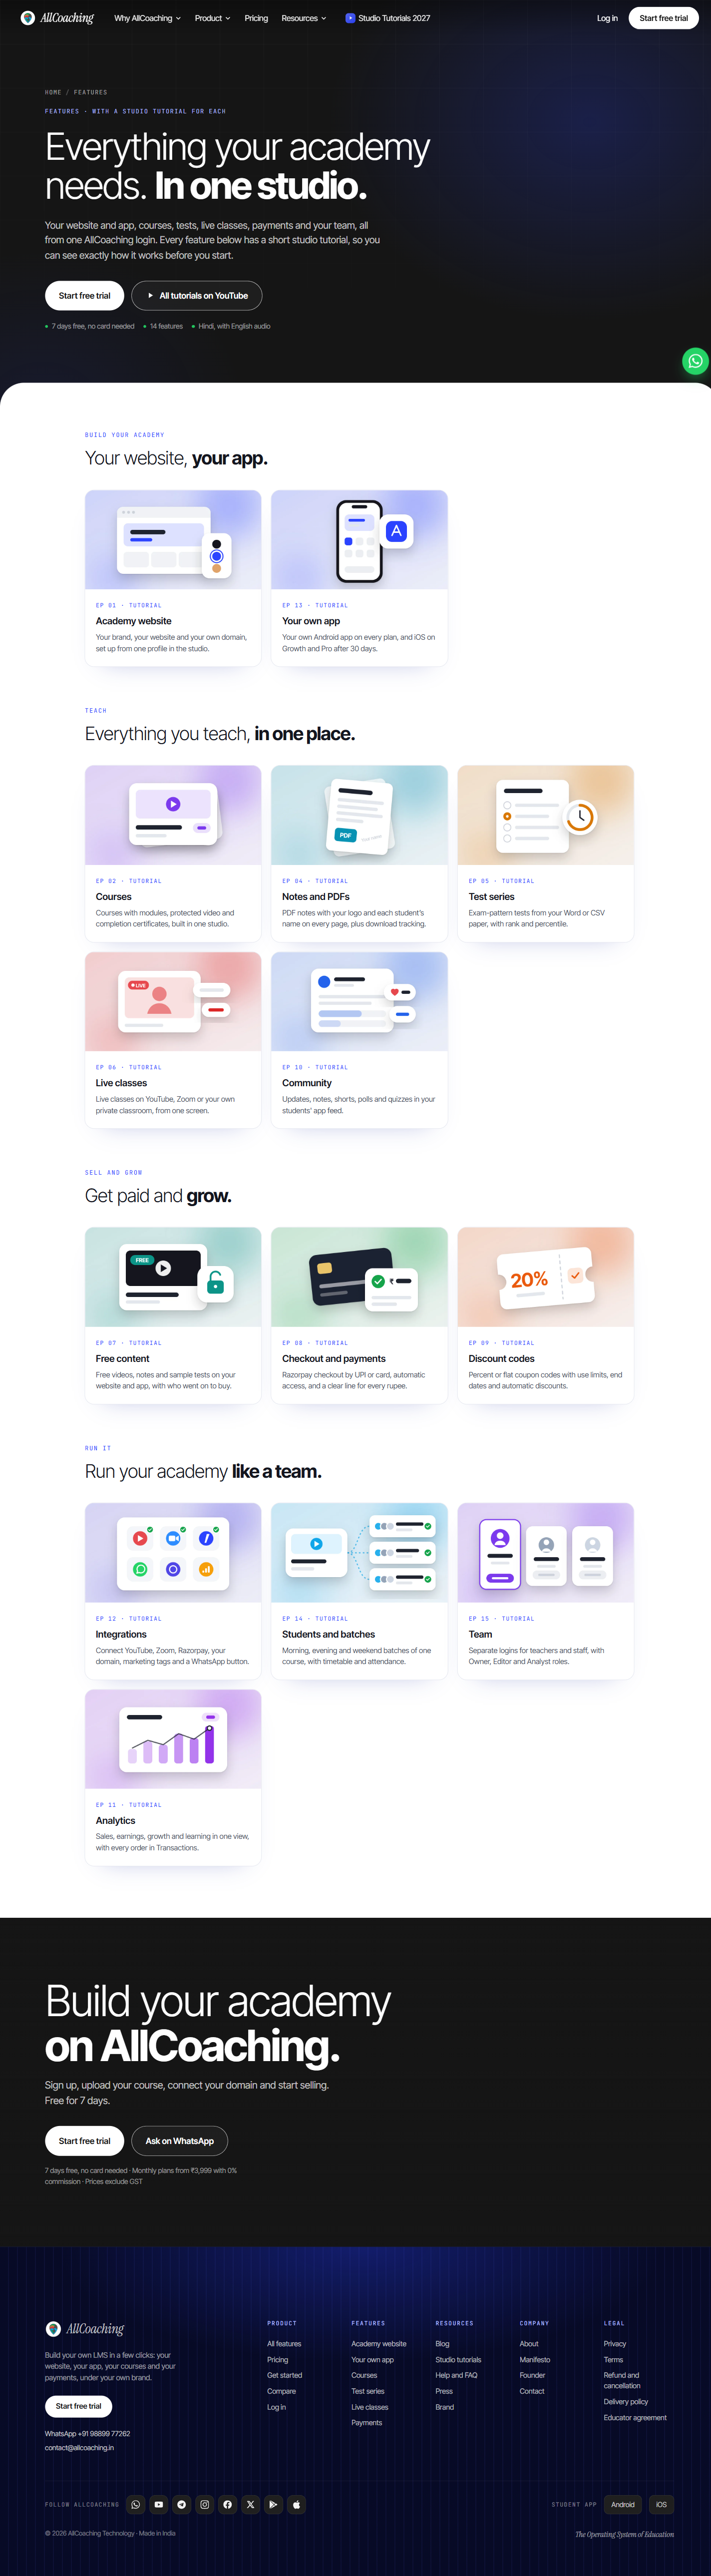 AllCoaching
Why AllCoaching
Product
Pricing
Resources
Studio Tutorials 2027
Log in
Start free trial
HOME / FEATURES
FEATURES · WITH A STUDIO TUTORIAL FOR EACH
Everything your academy
needs. In one studio.
Your website and app, courses, tests, live classes, payments and your team, all
from one AllCoaching login. Every feature below has a short studio tutorial, so you
can see exactly how it works before you start.
Start free trial
All tutorials on YouTube
7 days free, no card needed
14 features
Hindi, with English audio
BUILD YOUR ACADEMY
Your website, your app.
A
EP 01 · TUTORIAL
Academy website
Your brand, your website and your own domain,
set up from one profile in the studio.
EP 13 · TUTORIAL
Your own app
Your own Android app on every plan, and iOS on
Growth and Pro after 30 days.
TEACH
Everything you teach, in one place.
PDF
EP 02 · TUTORIAL
Courses
Courses with modules, protected video and
completion certificates, built in one studio.
EP 04 · TUTORIAL
Notes and PDFs
PDF notes with your logo and each student's
name on every page, plus download tracking.
EP 05 · TUTORIAL
Test series
Exam-pattern tests from your Word or CSV
paper, with rank and percentile.
LIVE
EP 06 · TUTORIAL
Live classes
Live classes on YouTube, Zoom or your own
private classroom, from one screen.
EP 10 · TUTORIAL
Community
Updates, notes, shorts, polls and quizzes in your
students' app feed.
SELL AND GROW
Get paid and grow.
FREE
₹
20%
EP 07 · TUTORIAL
Free content
Free videos, notes and sample tests on your
website and app, with who went on to buy.
EP 08 · TUTORIAL
Checkout and payments
Razorpay checkout by UPI or card, automatic
access, and a clear line for every rupee.
EP 09 · TUTORIAL
Discount codes
Percent or flat coupon codes with use limits, end
dates and automatic discounts.
RUN IT
Run your academy like a team.
EP 12 · TUTORIAL
Integrations
Connect YouTube, Zoom, Razorpay, your
domain, marketing tags and a WhatsApp button.
EP 14 · TUTORIAL
Students and batches
Morning, evening and weekend batches of one
course, with timetable and attendance.
EP 15 · TUTORIAL
Team
Separate logins for teachers and staff, with
Owner, Editor and Analyst roles.
EP 11 · TUTORIAL
Analytics
Sales, earnings, growth and learning in one view,
with every order in Transactions.
Build your academy
on AllCoaching.
Sign up, upload your course, connect your domain and start selling.
Free for 7 days.
Start free trial
Ask on WhatsApp
7 days free, no card needed · Monthly plans from ₹3,999 with 0%
commission · Prices exclude GST
AllCoaching
Build your own LMS in a few clicks: your
website, your app, your courses and your
payments, under your own brand.
Start free trial
WhatsApp +91 98899 77262
contact@allcoaching.in
PRODUCT
All features
Pricing
Get started
Compare
Log in
FEATURES
Academy website
Your own app
Courses
Test series
Live classes
Payments
RESOURCES
Blog
Studio tutorials
Help and FAQ
Press
Brand
COMPANY
About
Manifesto
Founder
Contact
LEGAL
Privacy
Terms
Refund and
cancellation
Delivery policy
Educator agreement
FOLLOW ALLCOACHING
STUDENT APP
Android
iOS
© 2026 AllCoaching Technology · Made in India
The Operating System of Education